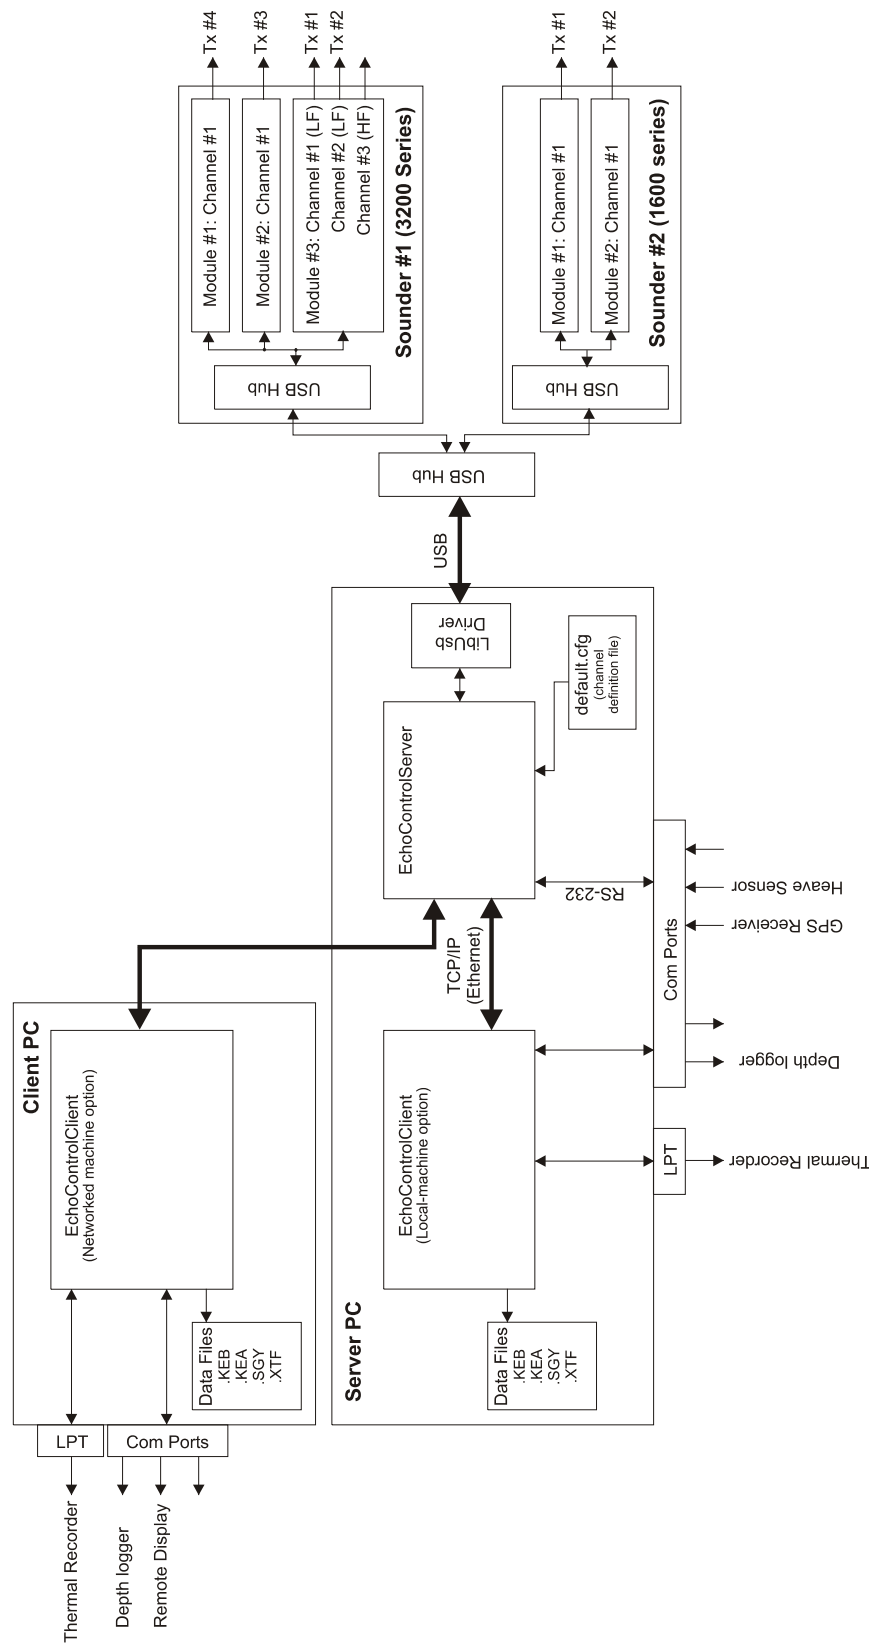 Tx #4
Tx #3
Tx #1
Tx #2
Module #1: Channel #1
Module #2: Channel #1
Module #3: Channel #1 (LF)
Channel #2 (LF)
Channel #3 (HF)
Sounder #1 (3200 Series)
USB Hub
Tx #1
Tx #2
Module #1: Channel #1
Module #2: Channel #1
Sounder #2 (1600 series)
USB Hub
USB Hub
USB
LibUsb
Driver
default.cfg
(channel
definition file)
EchoControlServer
RS-232
TCP/IP
(Ethernet)
Com Ports
Heave Sensor
GPS Receiver
Depth logger
Client PC
EchoControlClient
(Networked machine option)
EchoControlClient
(Local-machine option)
LPT
Thermal Recorder
Server PC
Data Files
.KEB
.KEA
.SGY
.XTF
Data Files
.KEB
.KEA
.SGY
.XTF
LPT
Com Ports
Thermal Recorder
Depth logger
Remote Display